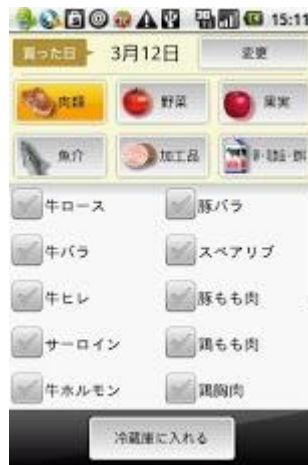 15:11
買った日 3月12日 変更
肉類 野菜 果実
魚介 加工品
牛ロース 豚バラ
牛バラ スペアリブ
牛ヒレ 豚もも肉
サーロイン 鶏もも肉
牛ホルモン 鶏胸肉
冷蔵庫に入れる